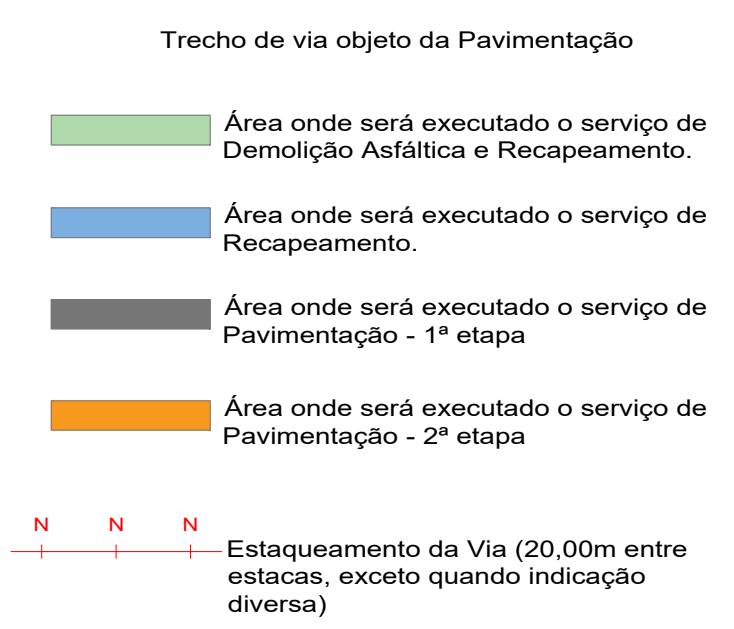 Trecho de via objeto da Pavimentação
Área onde será executado o serviço de
Demolição Asfáltica e Recapeamento.
Área onde será executado o serviço de
Recapeamento.
Área onde será executado o serviço de
Pavimentação - 1ª etapa
Área onde será executado o serviço de
Pavimentação - 2ª etapa
N N N
Estaqueamento da Via (20,00m entre
estacas, exceto quando indicação
diversa)